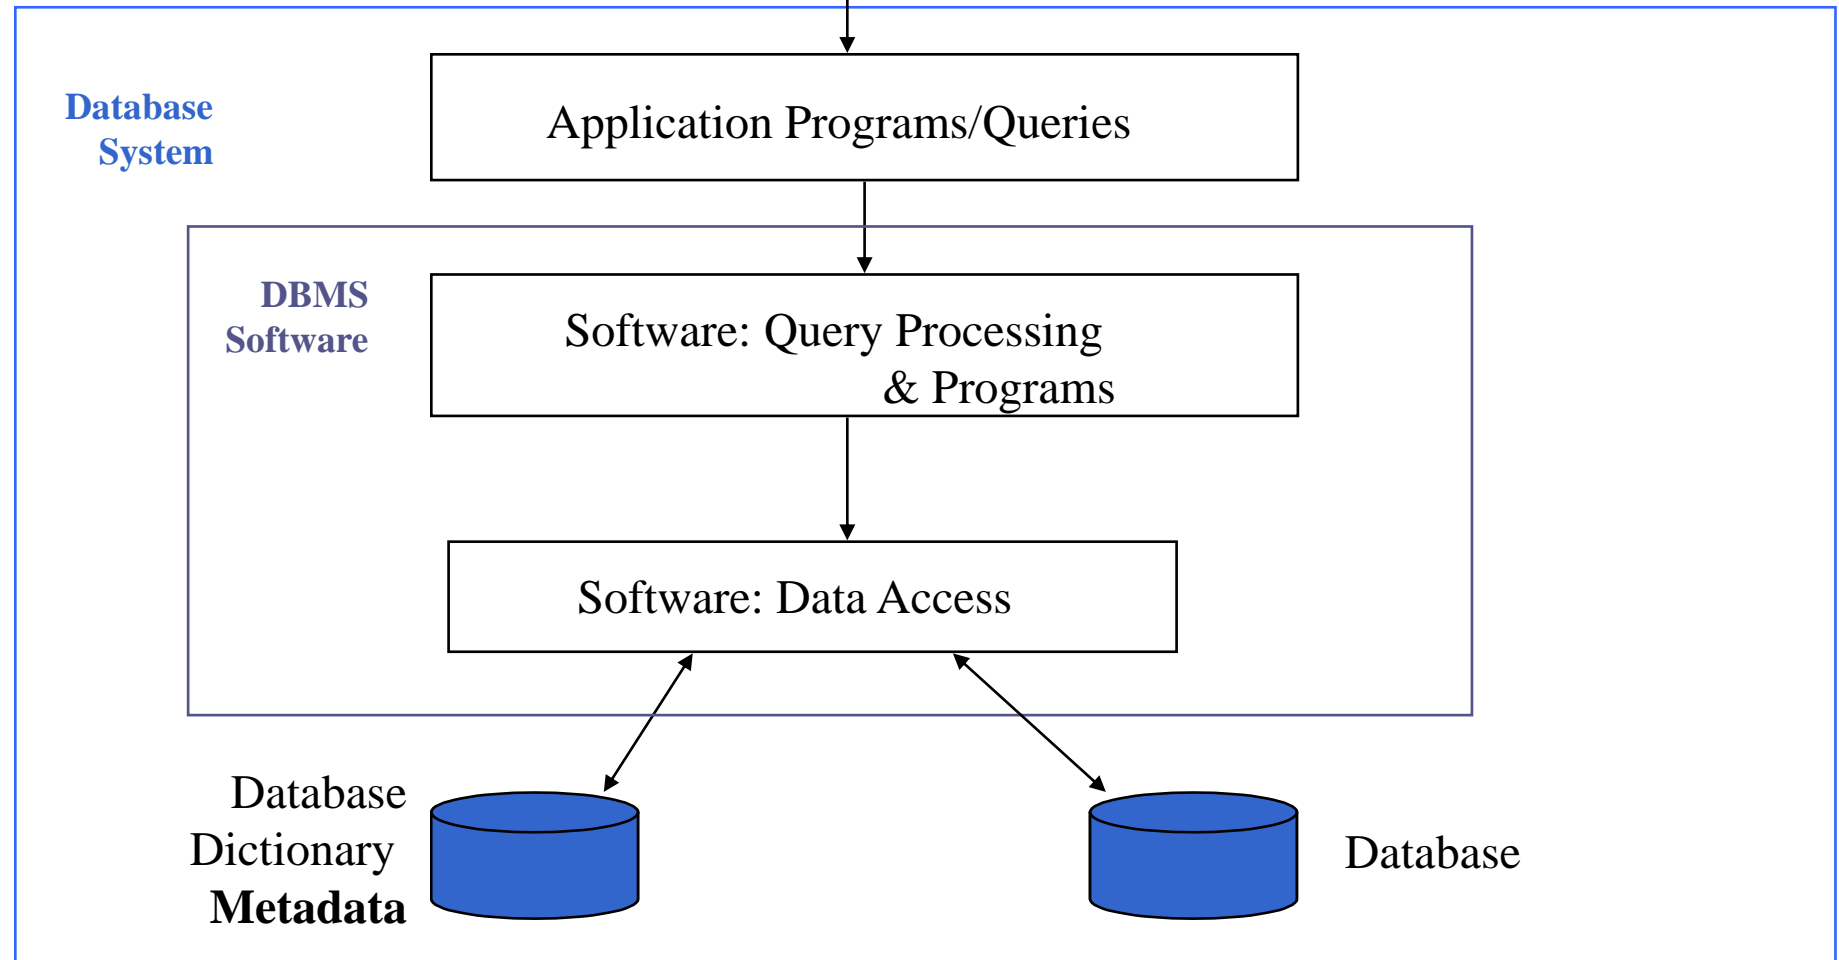 Database
System
Application Programs/Queries
DBMS
Software
Software: Query Processing
& Programs
Software: Data Access
Database
Dictionary
Metadata
Database